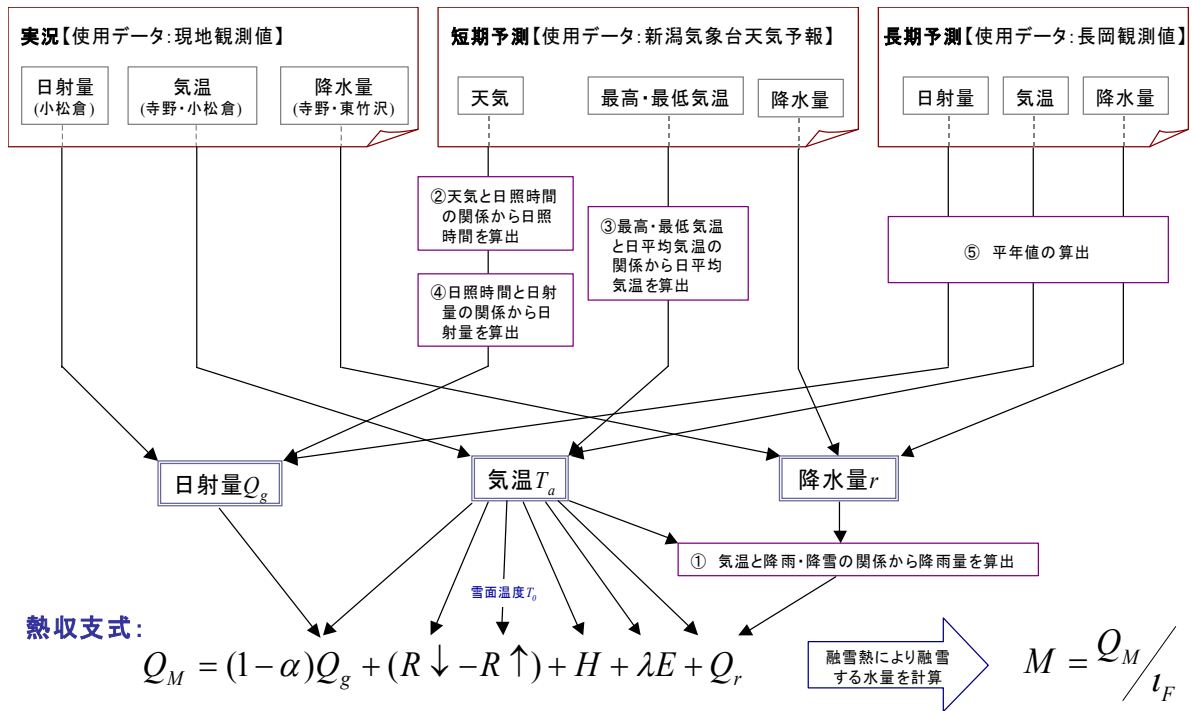 実況【使用データ:現地観測値】
日射量
(小松倉)
気温
(寺野・小松倉)
降水量
(寺野・東竹沢)
短期予測【使用データ:新潟気象台天気予報】
天気
最高・最低気温
降水量
長期予測【使用データ:長岡観測値】
日射量
気温
降水量
②天気と日照時間
の関係から日照
時間を算出
③最高・最低気温
と日平均気温の
関係から日平均
気温を算出
④日照時間と日射
量の関係から日
射量を算出
⑤ 平年値の算出
日射量Q_g
気温T_a
降水量r
① 気温と降雨・降雪の関係から降雨量を算出
雪面温度T_0
熱収支式:
Q_M = (1−α)Q_g + (R↓−R↑) + H + λE + Q_r
融雪熱により融雪
する水量を計算
M = Q_M/ι_F